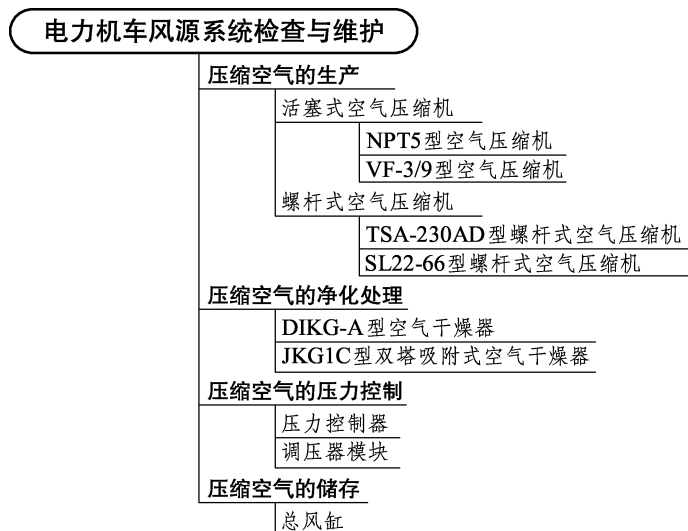 电力机车风源系统检查与维护
压缩空气的生产
活塞式空气压缩机
NPT5型空气压缩机
VF-3/9型空气压缩机
螺杆式空气压缩机
TSA-230AD型螺杆式空气压缩机
SL22-66型螺杆式空气压缩机
压缩空气的净化处理
DIKG-A型空气干燥器
JKG1C型双塔吸附式空气干燥器
压缩空气的压力控制
压力控制器
调压器模块
压缩空气的储存
总风缸